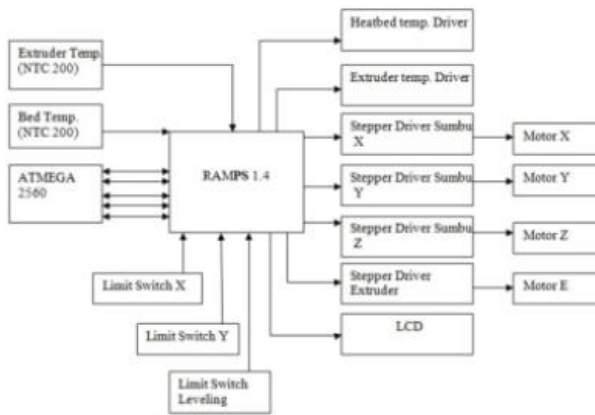 Extruder Temp.
(NTC 200)
Bed Temp.
(NTC 200)
ATMEGA
2560
RAMPS 1.4
Limit Switch X
Limit Switch Y
Limit Switch
Leveling
Heatbed temp. Driver
Extruder temp. Driver
Stepper Driver Sumbu
X
Stepper Driver Sumbu
Y
Stepper Driver Sumbu
Z
Stepper Driver
Extruder
LCD
Motor X
Motor Y
Motor Z
Motor E